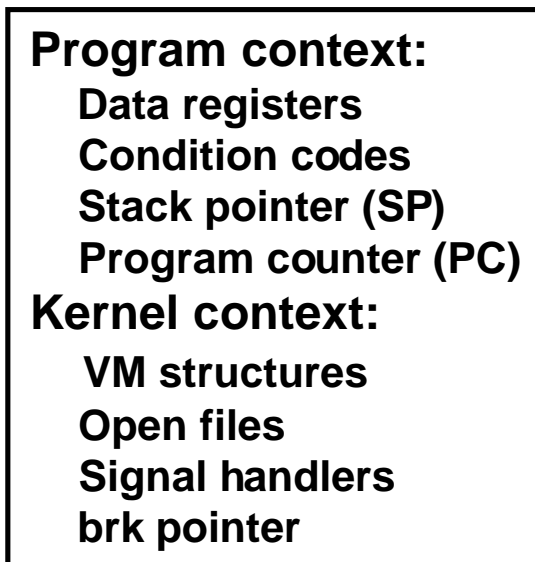 Program context:
Data registers
Condition codes
Stack pointer (SP)
Program counter (PC)
Kernel context:
VM structures
Open files
Signal handlers
brk pointer